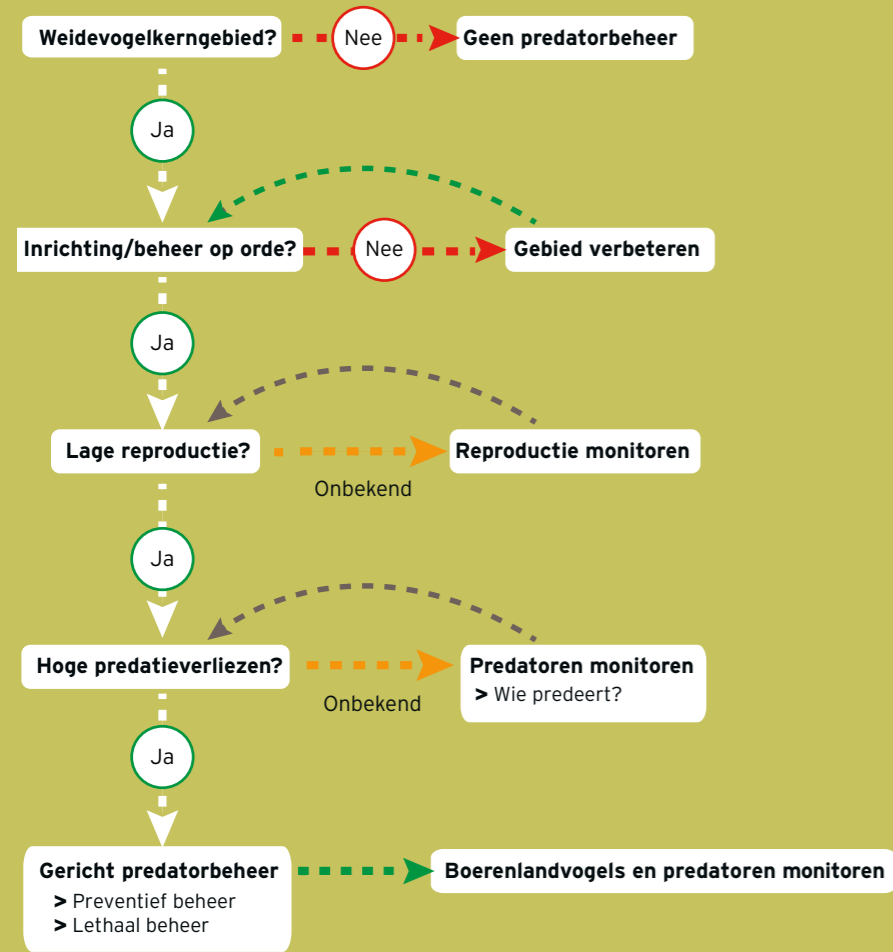 Weidevogelkerngebied?
Nee
Geen predatorbeheer
Ja
Inrichting/beheer op orde?
Nee
Gebied verbeteren
Ja
Lage reproductie?
Onbekend
Reproductie monitoren
Ja
Hoge predatieverliezen?
Onbekend
Predatoren monitoren
> Wie predeert?
Ja
Gericht predatorbeheer
> Preventief beheer
> Lethaal beheer
Boerenlandvogels en predatoren monitoren